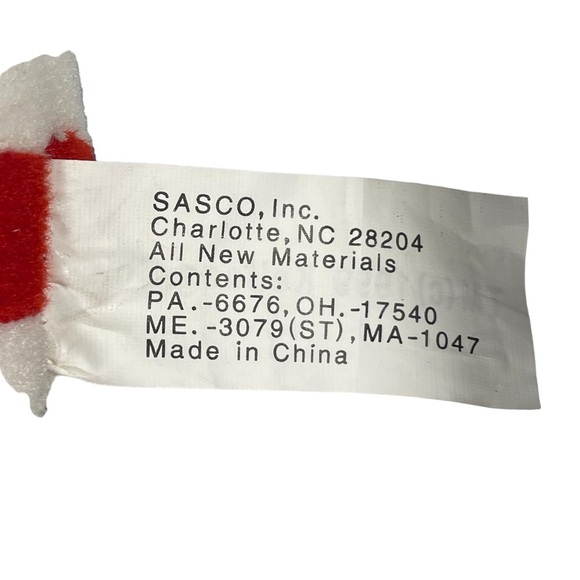 SASCO, Inc.
Charlotte, NC 28204
All New Materials
Contents:
PA.-6676, OH.-17540
ME.-3079(ST), MA-1047
Made in China